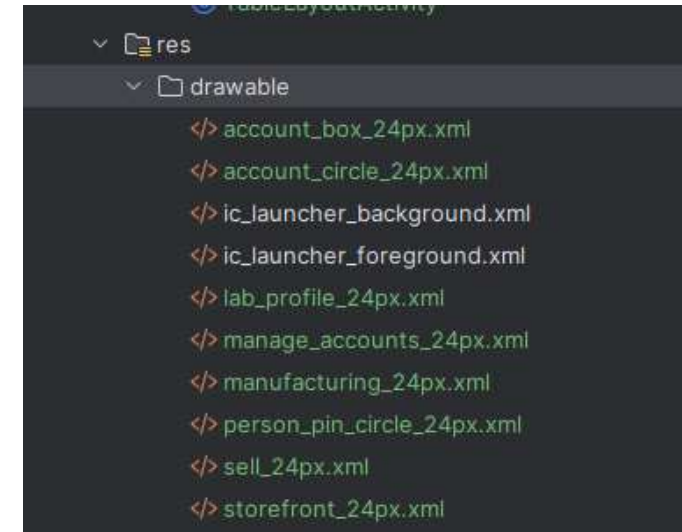 TableLayoutActivity
res
drawable
account_box_24px.xml
account_circle_24px.xml
ic_launcher_background.xml
ic_launcher_foreground.xml
lab_profile_24px.xml
manage_accounts_24px.xml
manufacturing_24px.xml
person_pin_circle_24px.xml
sell_24px.xml
storefront_24px.xml